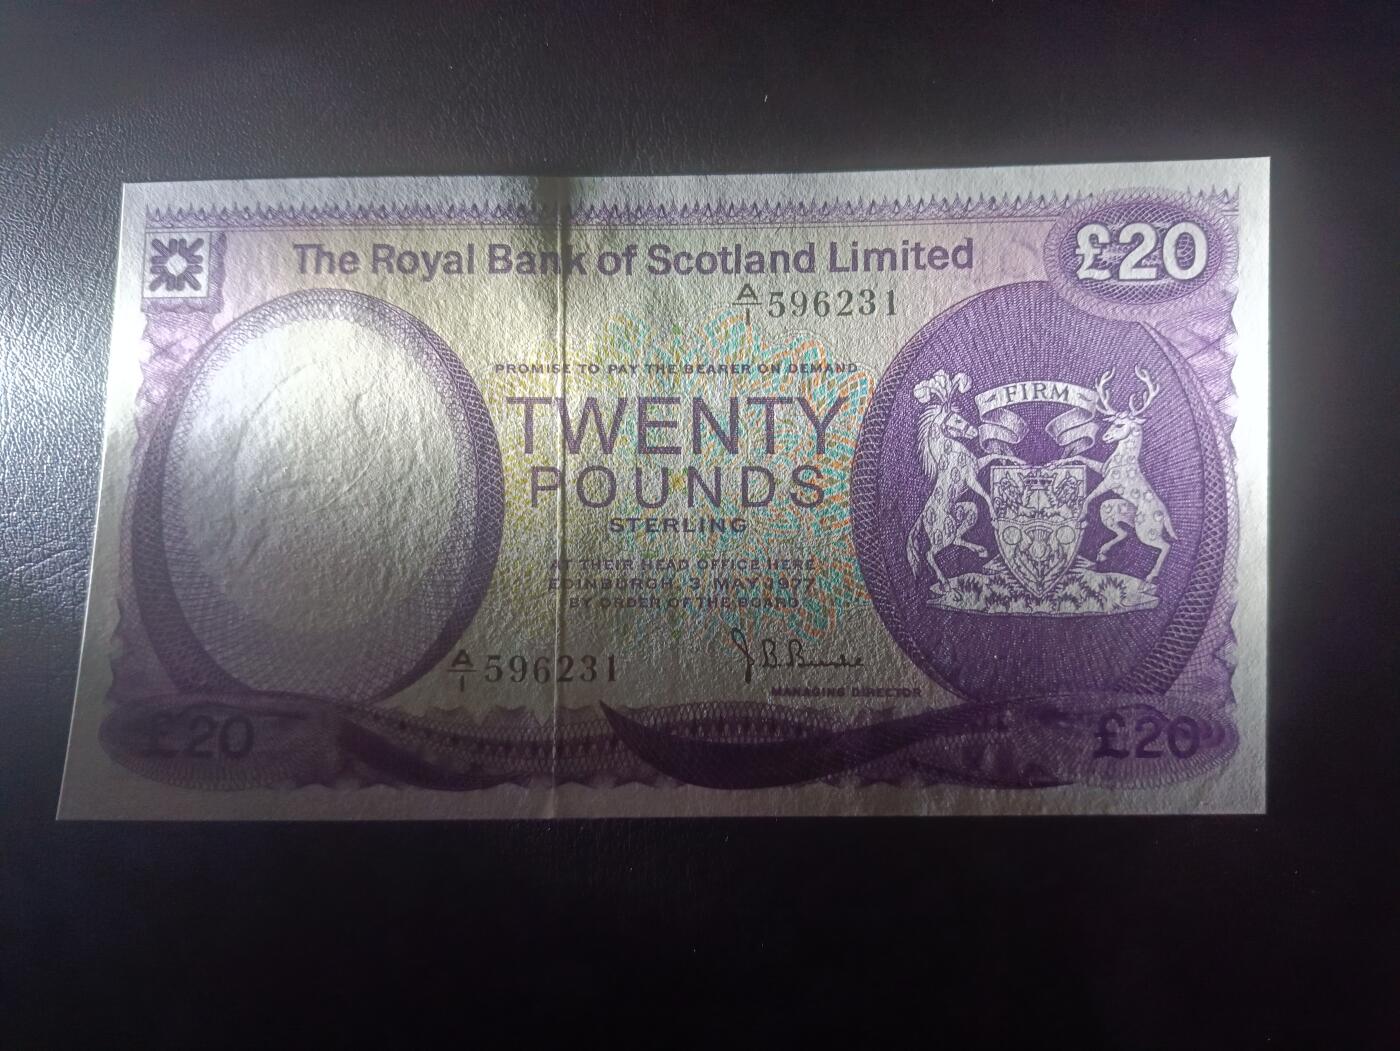 The Royal Bank of Scotland Limited
£20
A/1 596231
PROMISE TO PAY THE BEARER ON DEMAND
TWENTY
POUNDS
STERLING
FIRM
AT THEIR HEAD OFFICE HERE
EDINBURGH, 3 MAY 1977
BY ORDER OF THE BOARD
J B Burke
A/1 596231
MANAGING DIRECTOR
£20
£20